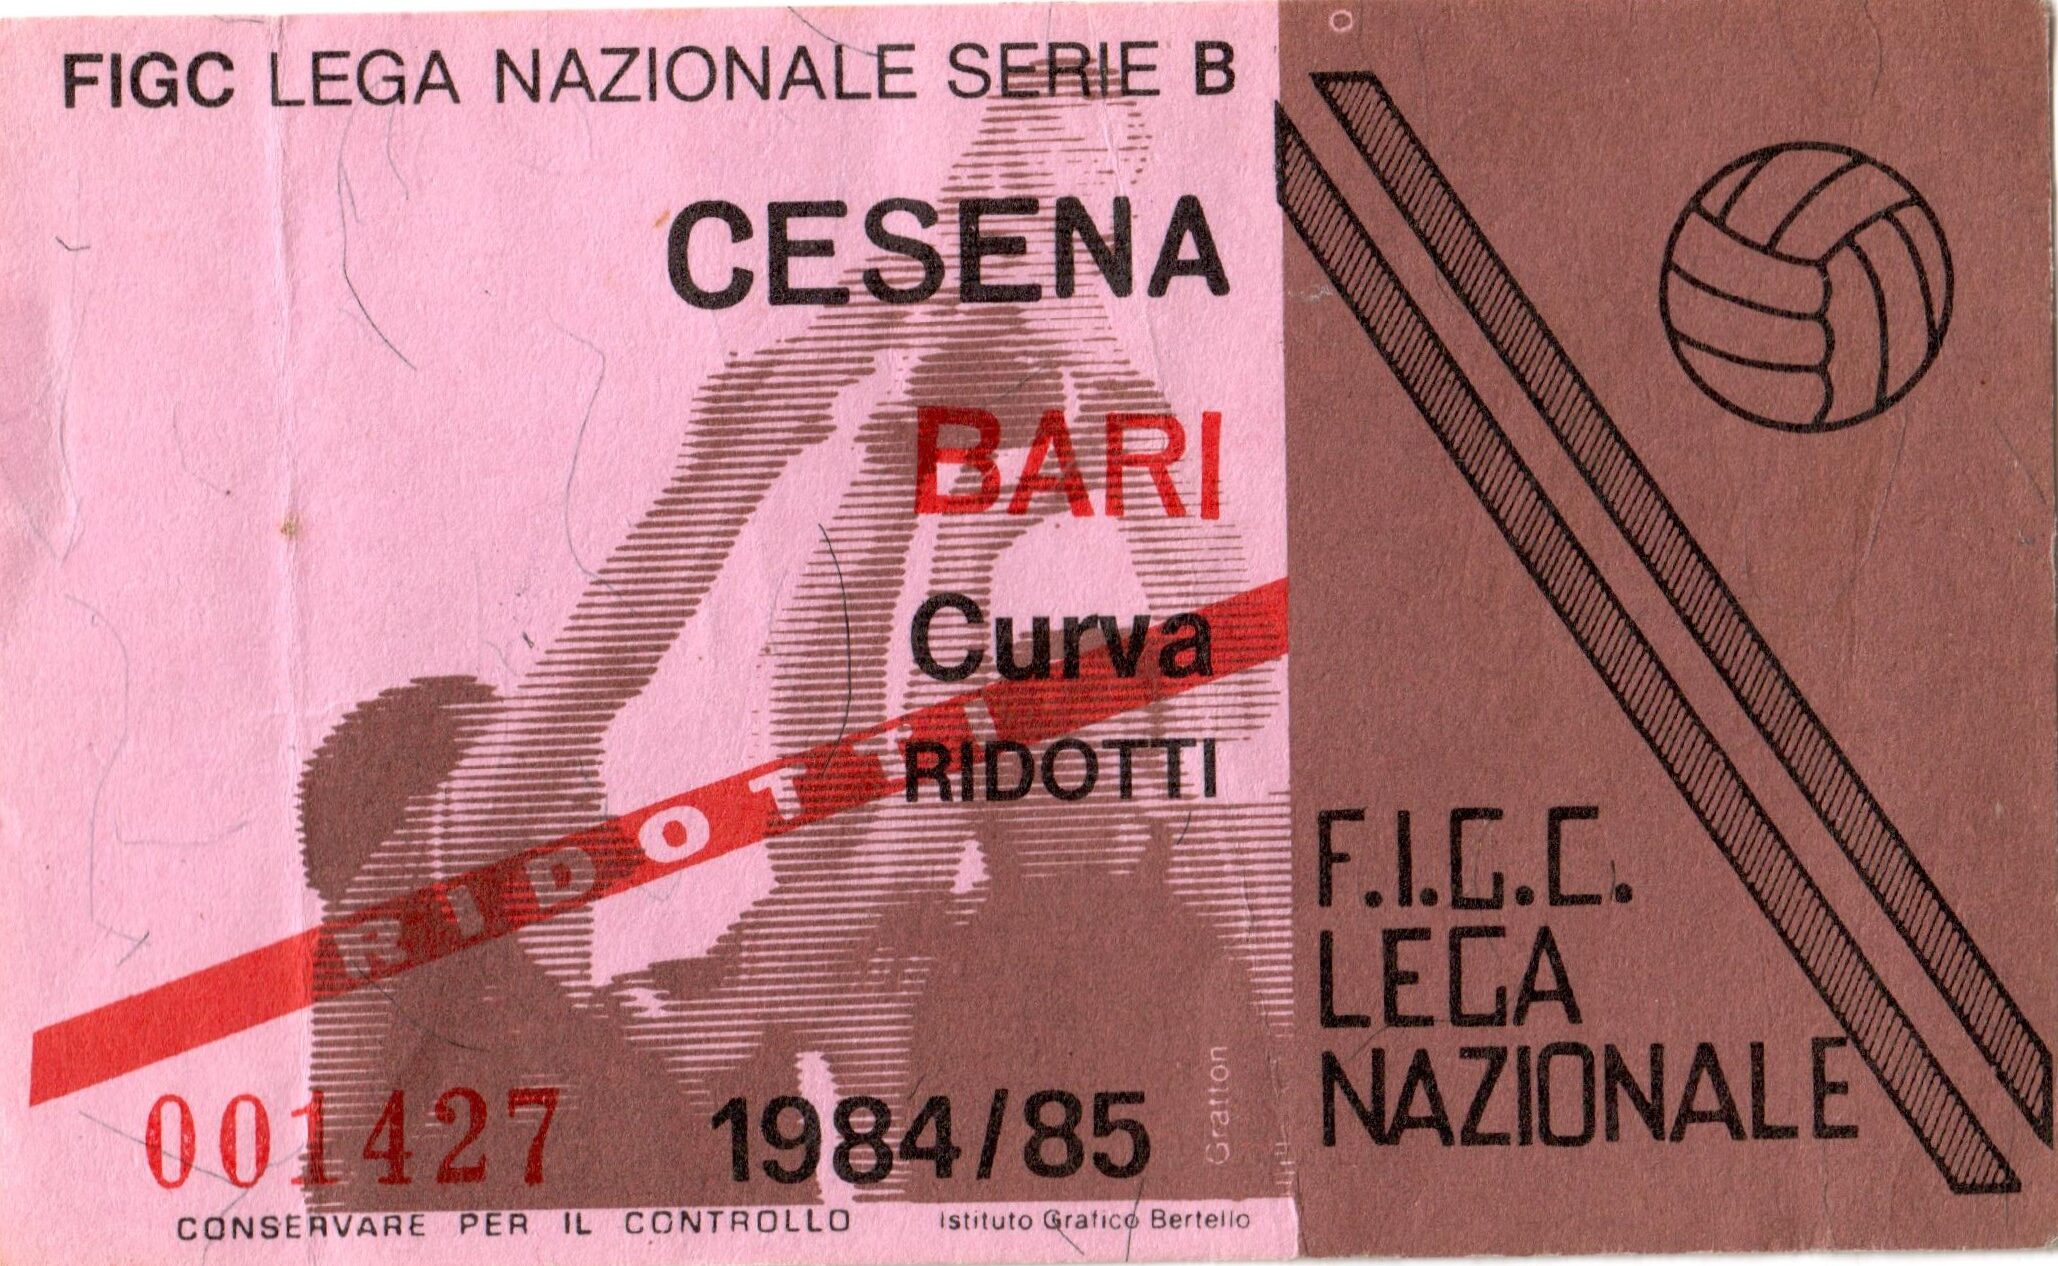 FIGC LEGA NAZIONALE SERIE B
CESENA
BARI
Curva
RIDOTTI
RIDOTTI
001427
1984/85
Gratton
CONSERVARE PER IL CONTROLLO
Istituto Grafico Bertello
F.I.G.C.
LEGA
NAZIONALE